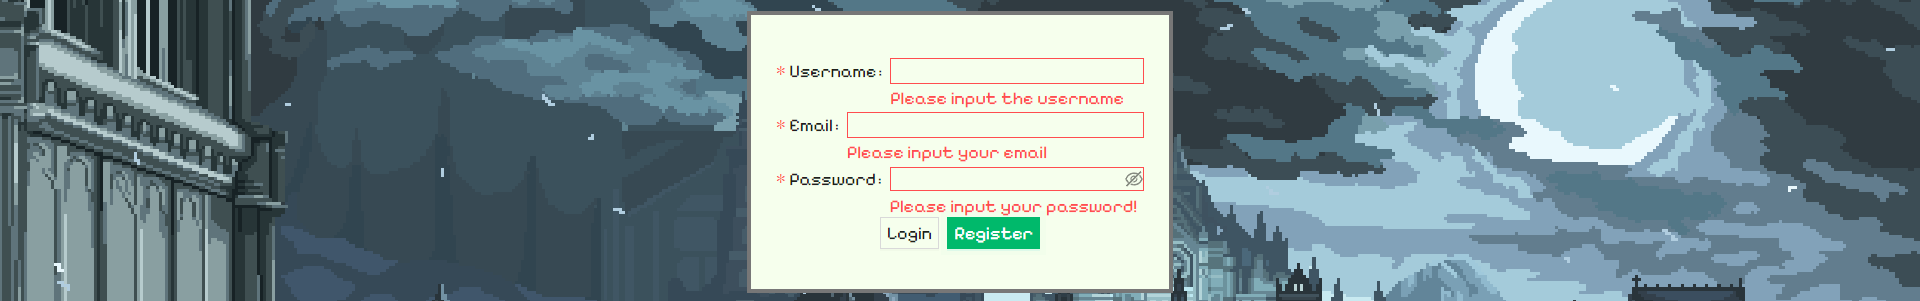 * Username:
Please input the username
* Email:
Please input your email
* Password:
Please input your password!
Login Register